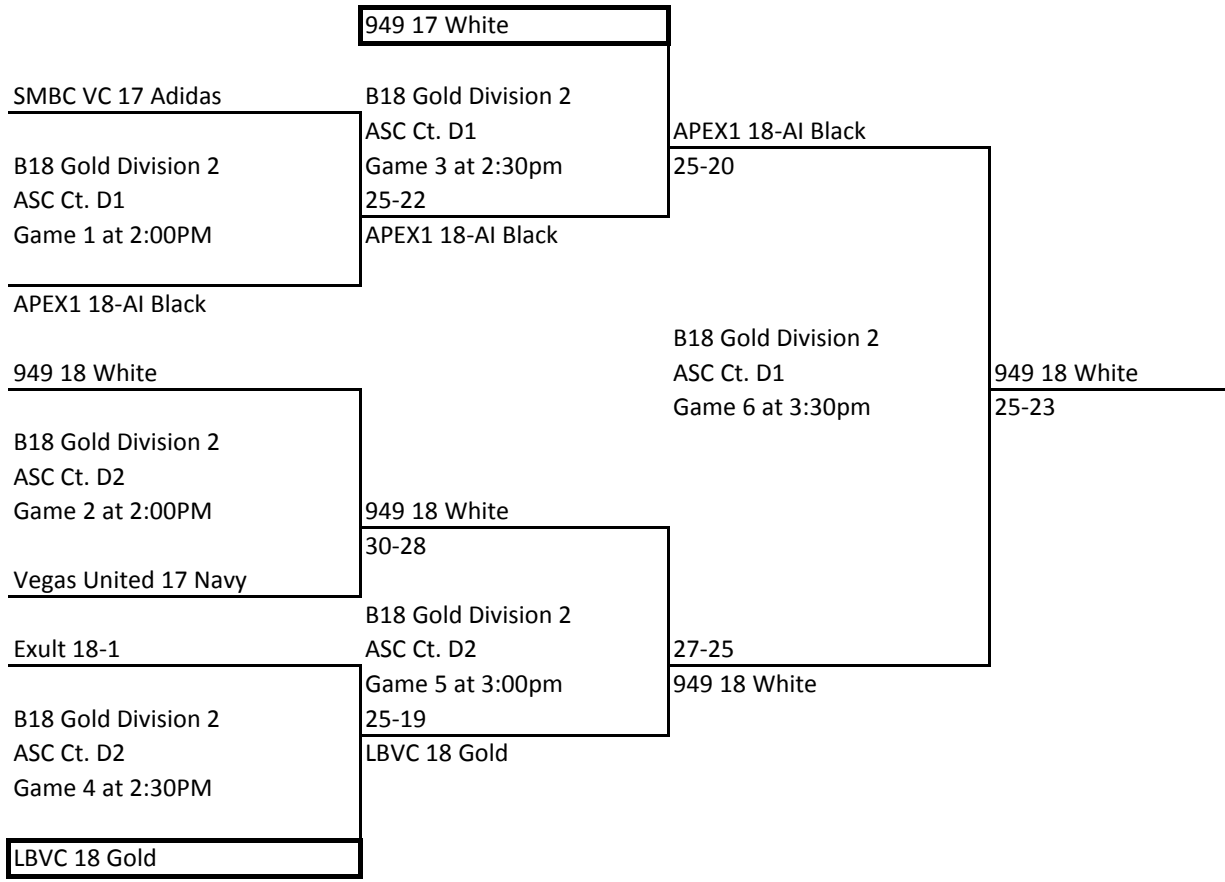 949 17 White
SMBC VC 17 Adidas
B18 Gold Division 2
ASC Ct. D1
Game 1 at 2:00PM
APEX1 18-AI Black
B18 Gold Division 2
ASC Ct. D1
Game 3 at 2:30pm
25-22
APEX1 18-AI Black
APEX1 18-AI Black
25-20
949 18 White
B18 Gold Division 2
ASC Ct. D2
Game 2 at 2:00PM
Vegas United 17 Navy
949 18 White
30-28
Exult 18-1
B18 Gold Division 2
ASC Ct. D2
Game 4 at 2:30PM
LBVC 18 Gold
B18 Gold Division 2
ASC Ct. D2
Game 5 at 3:00pm
25-19
LBVC 18 Gold
27-25
949 18 White
B18 Gold Division 2
ASC Ct. D1
Game 6 at 3:30pm
949 18 White
25-23